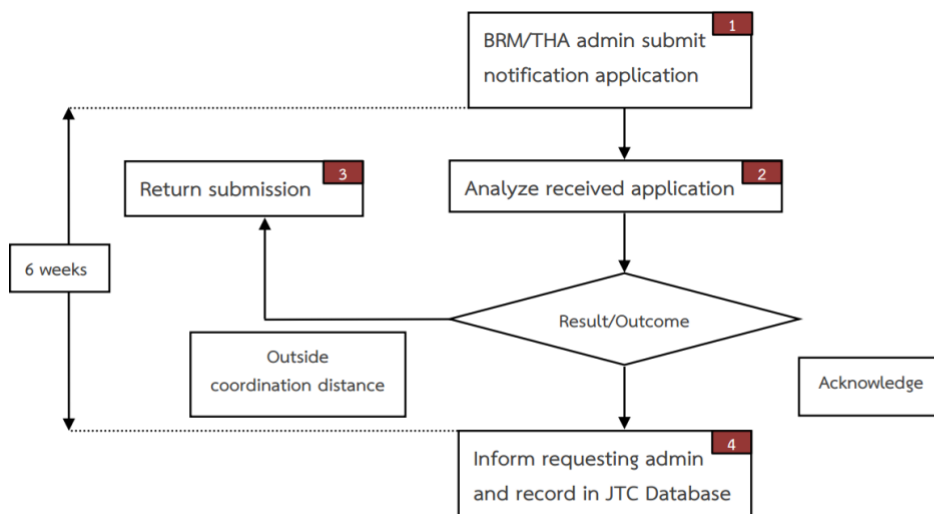 1
BRM/THA admin submit
notification application
3
Return submission
2
Analyze received application
6 weeks
Result/Outcome
Outside
coordination distance
Acknowledge
4
Inform requesting admin
and record in JTC Database